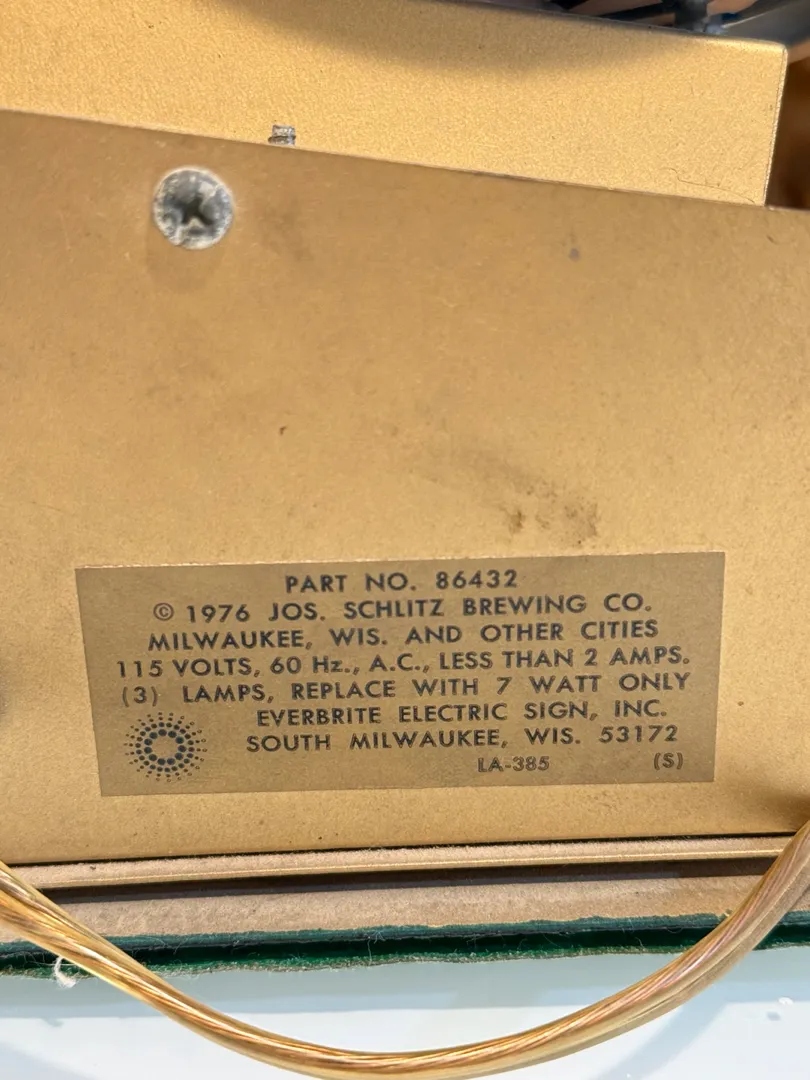 PART NO. 86432
© 1976 JOS. SCHLITZ BREWING CO.
MILWAUKEE, WIS. AND OTHER CITIES
115 VOLTS, 60 Hz., A.C., LESS THAN 2 AMPS.
(3) LAMPS, REPLACE WITH 7 WATT ONLY
EVERBRITE ELECTRIC SIGN, INC.
SOUTH MILWAUKEE, WIS. 53172
LA-385 (S)